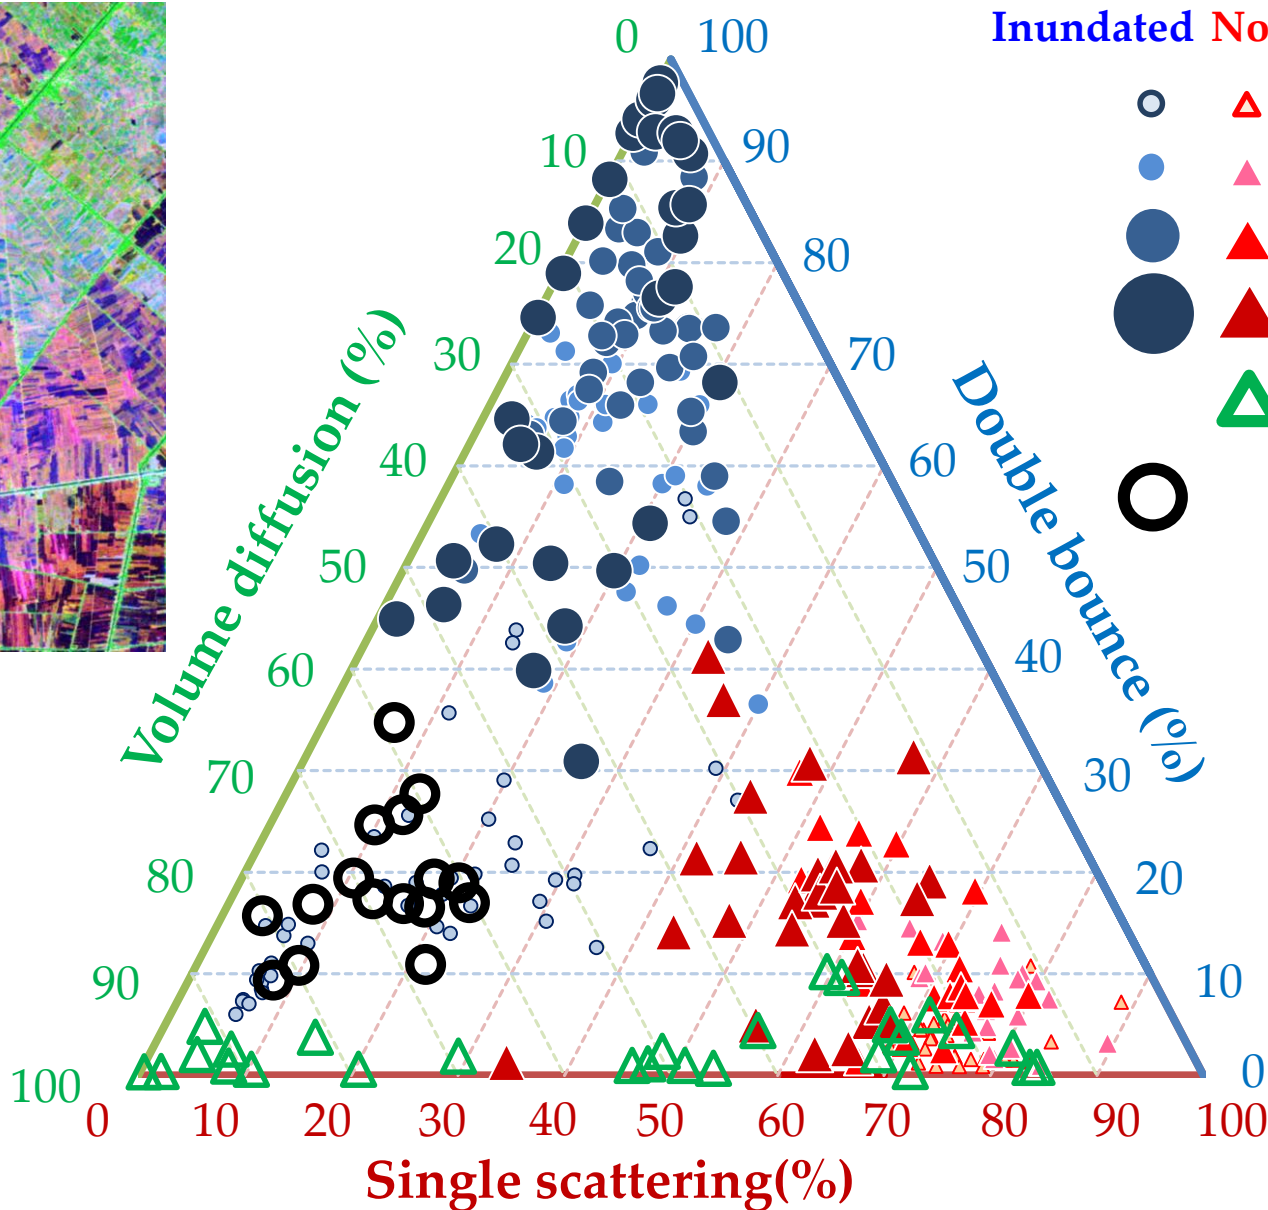 Inundated No
0 100
10 90
20 80
30 70
40 60
50 50
60 40
70 30
80 20
90 10
100 0
0 10 20 30 40 50 60 70 80 90 100
Volume diffusion (%)
Double bounce (%)
Single scattering(%)